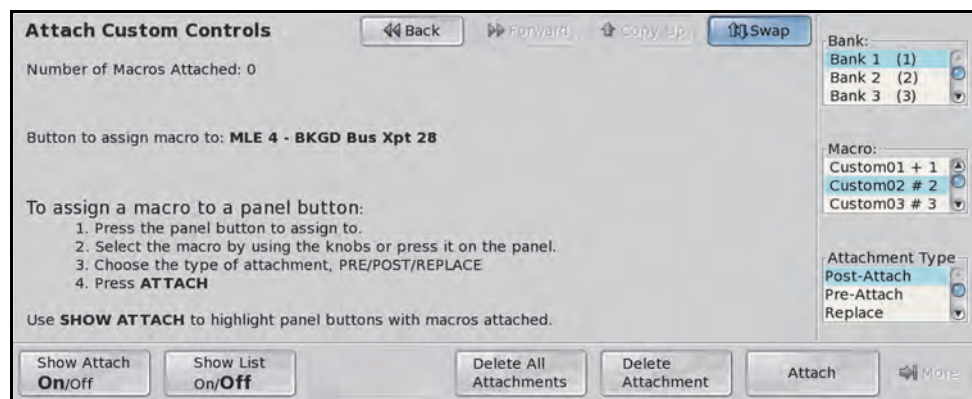 Attach Custom Controls
Back
Forward
Copy Up
Swap
Number of Macros Attached: 0
Button to assign macro to: MLE 4 - BKGD Bus Xpt 28
To assign a macro to a panel button:
1. Press the panel button to assign to.
2. Select the macro by using the knobs or press it on the panel.
3. Choose the type of attachment, PRE/POST/REPLACE
4. Press ATTACH
Use SHOW ATTACH to highlight panel buttons with macros attached.
Bank:
Bank 1 (1)
Bank 2 (2)
Bank 3 (3)
Macro:
Custom01 + 1
Custom02 # 2
Custom03 # 3
Attachment Type
Post-Attach
Pre-Attach
Replace
Show Attach
On/Off
Show List
On/Off
Delete All
Attachments
Delete
Attachment
Attach
More